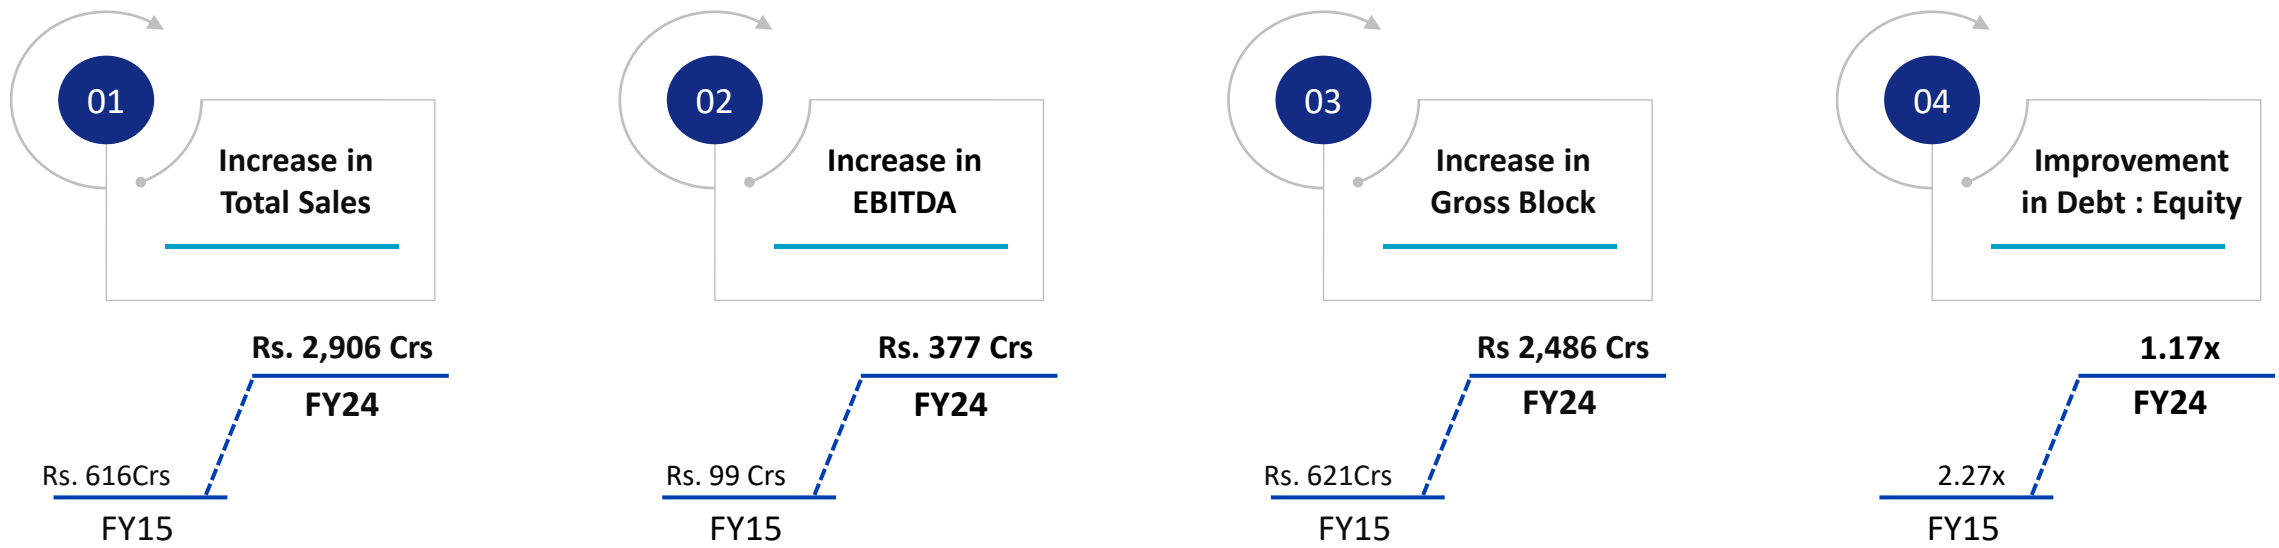 01
Increase in
Total Sales
Rs. 2,906 Crs
FY24
Rs. 616Crs
FY15
02
Increase in
EBITDA
Rs. 377 Crs
FY24
Rs. 99 Crs
FY15
03
Increase in
Gross Block
Rs 2,486 Crs
FY24
Rs. 621Crs
FY15
04
Improvement
in Debt : Equity
1.17x
FY24
2.27x
FY15